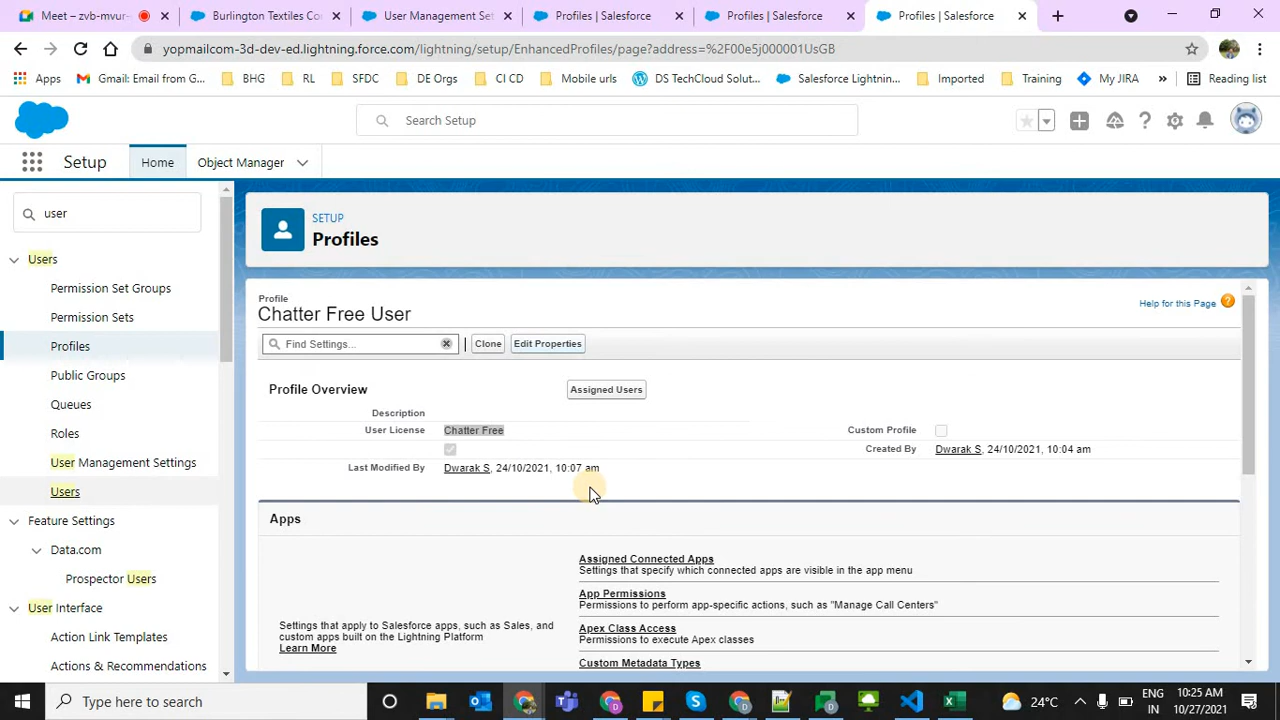 Meet – zvb-mvur-
Burlington Textiles Co
User Management Set
Profiles | Salesforce
Profiles | Salesforce
Profiles | Salesforce
yopmailcom-3d-dev-ed.lightning.force.com/lightning/setup/EnhancedProfiles/page?address=%2F00e5j000001UsGB
Apps
Gmail: Email from G...
BHG
RL
SFDC
DE Orgs
CI CD
Mobile urls
DS TechCloud Solut...
Salesforce Lightnin...
Imported
Training
My JIRA
»
Reading list
Search Setup
Setup
Home
Object Manager
user
Users
Permission Set Groups
Permission Sets
Profiles
Public Groups
Queues
Roles
User Management Settings
Users
Feature Settings
Data.com
Prospector Users
User Interface
Action Link Templates
Actions & Recommendations
SETUP
Profiles
Profile
Chatter Free User
Help for this Page
Find Settings...
Clone
Edit Properties
Profile Overview
Assigned Users
Description
User License
Chatter Free
Custom Profile
Created By
Dwarak S, 24/10/2021, 10:04 am
Last Modified By
Dwarak S, 24/10/2021, 10:07 am
Apps
Settings that apply to Salesforce apps, such as Sales, and
custom apps built on the Lightning Platform
Learn More
Assigned Connected Apps
Settings that specify which connected apps are visible in the app menu
App Permissions
Permissions to perform app-specific actions, such as "Manage Call Centers"
Apex Class Access
Permissions to execute Apex classes
Custom Metadata Types
Type here to search
24°C
ENG
IN
10:25 AM
10/27/2021